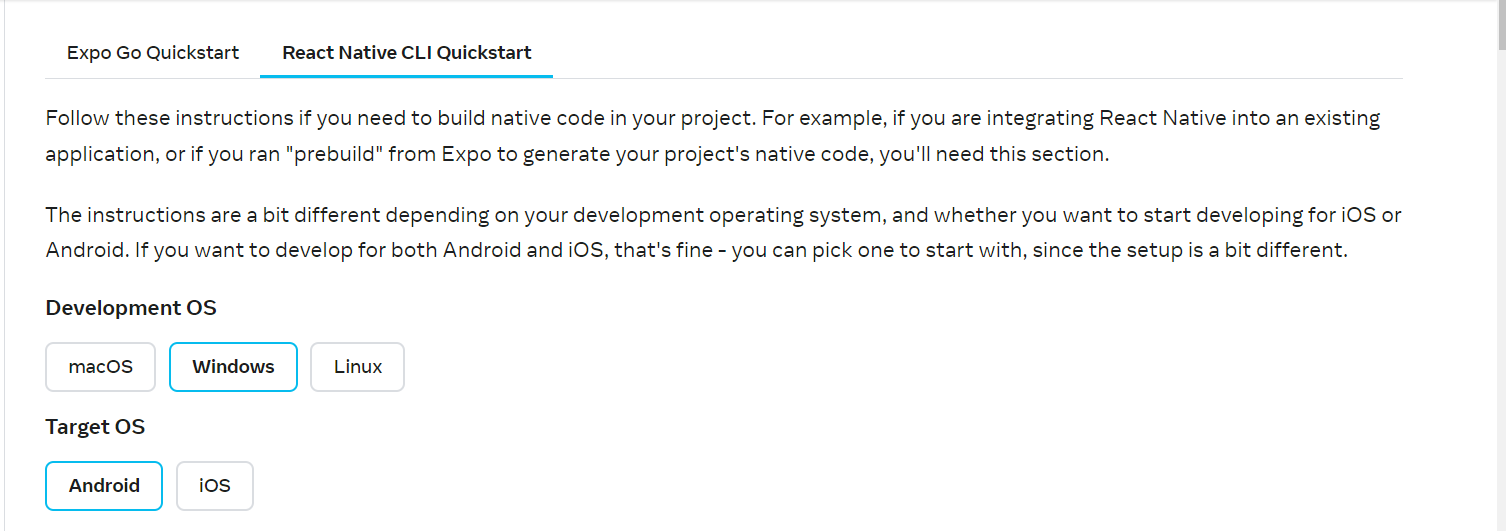 Expo Go Quickstart React Native CLI Quickstart
Follow these instructions if you need to build native code in your project. For example, if you are integrating React Native into an existing
application, or if you ran "prebuild" from Expo to generate your project's native code, you'll need this section.
The instructions are a bit different depending on your development operating system, and whether you want to start developing for iOS or
Android. If you want to develop for both Android and iOS, that's fine - you can pick one to start with, since the setup is a bit different.
Development OS
macOS Windows Linux
Target OS
Android iOS